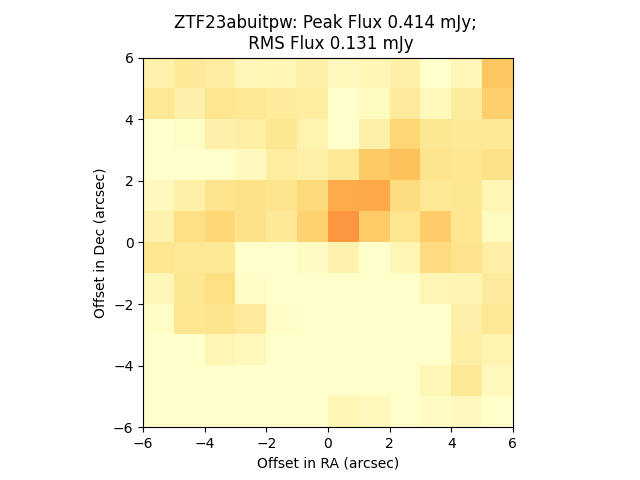 ZTF23abuitpw: Peak Flux 0.414 mJy;
RMS Flux 0.131 mJy
6
4
2
0
−2
−4
−6
Offset in Dec (arcsec)
−6 −4 −2 0 2 4 6
Offset in RA (arcsec)